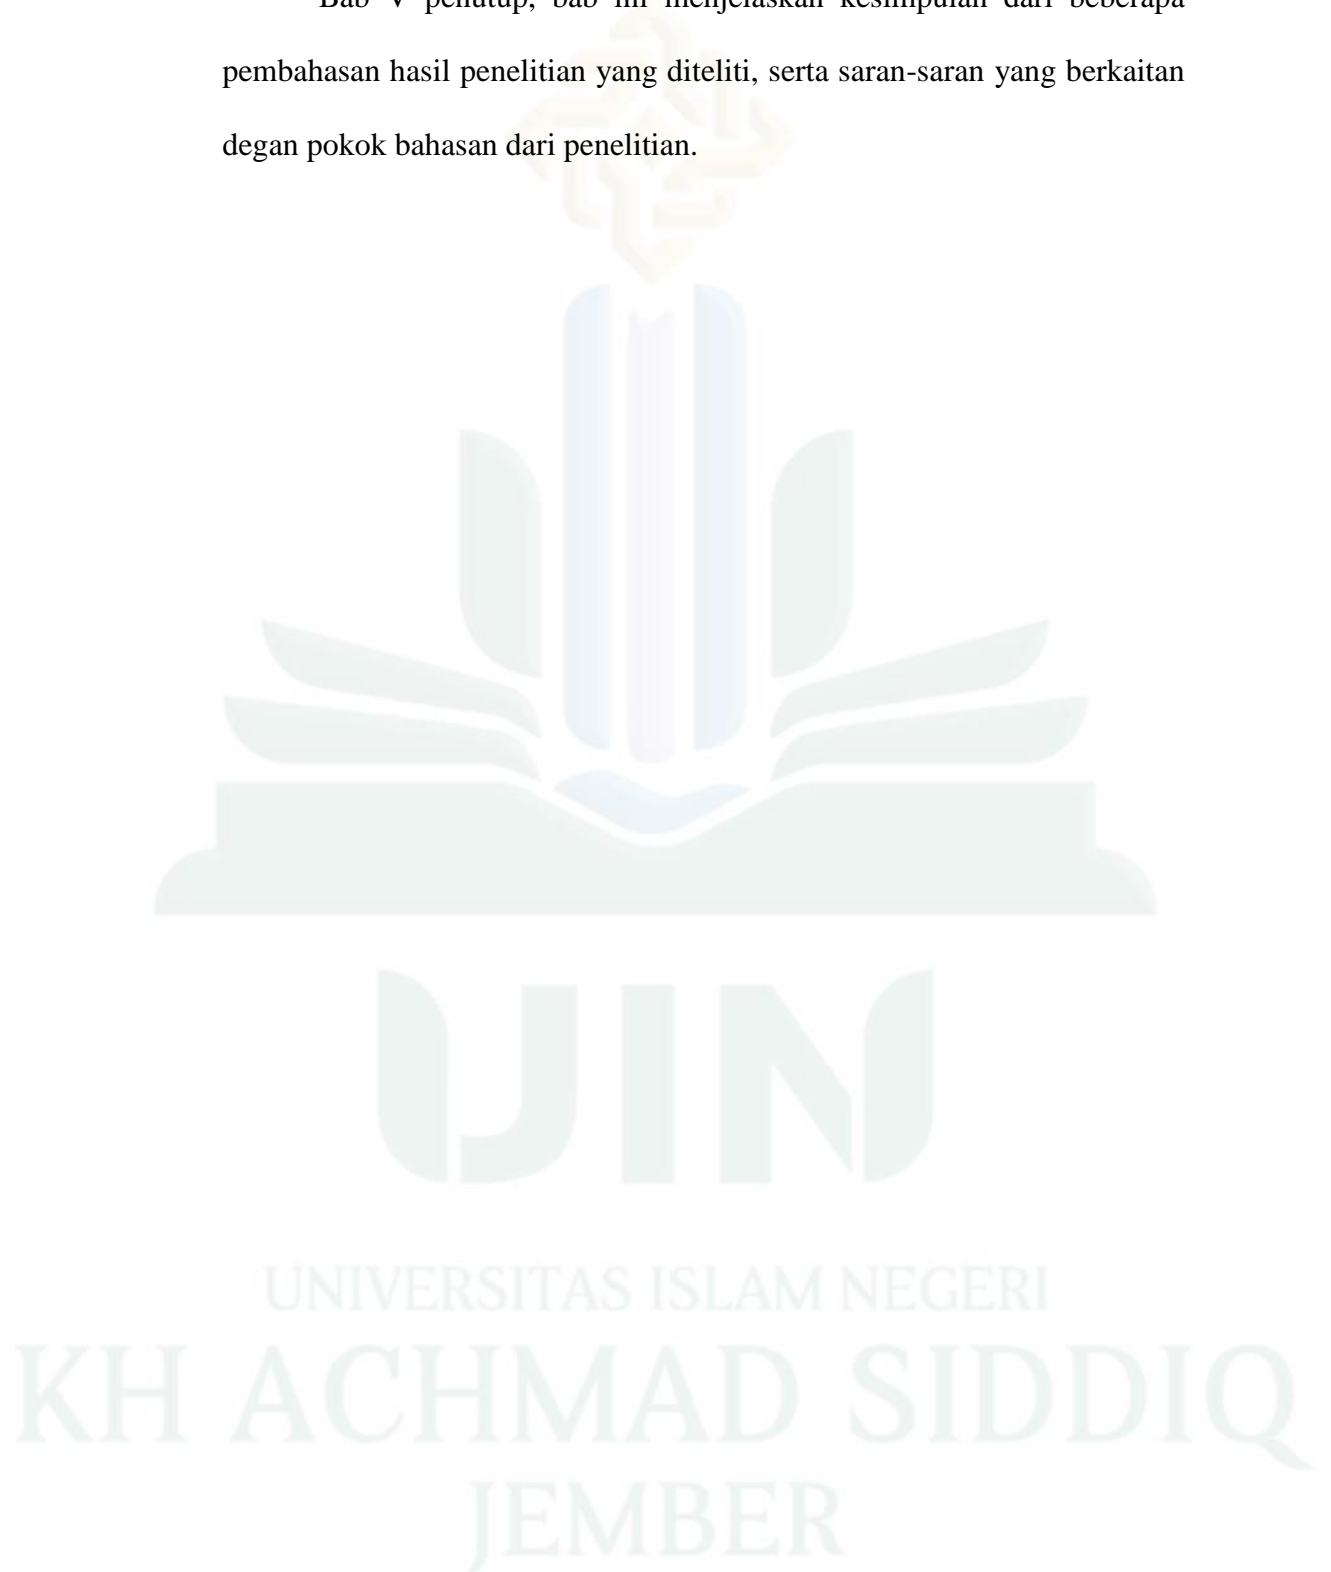 Bab V penutup, bab ini menjelaskan kesimpulan dari beberapa
pembahasan hasil penelitian yang diteliti, serta saran-saran yang berkaitan
degan pokok bahasan dari penelitian.
UIN
UNIVERSITAS ISLAM NEGERI
KH ACHMAD SIDDIQ
JEMBER